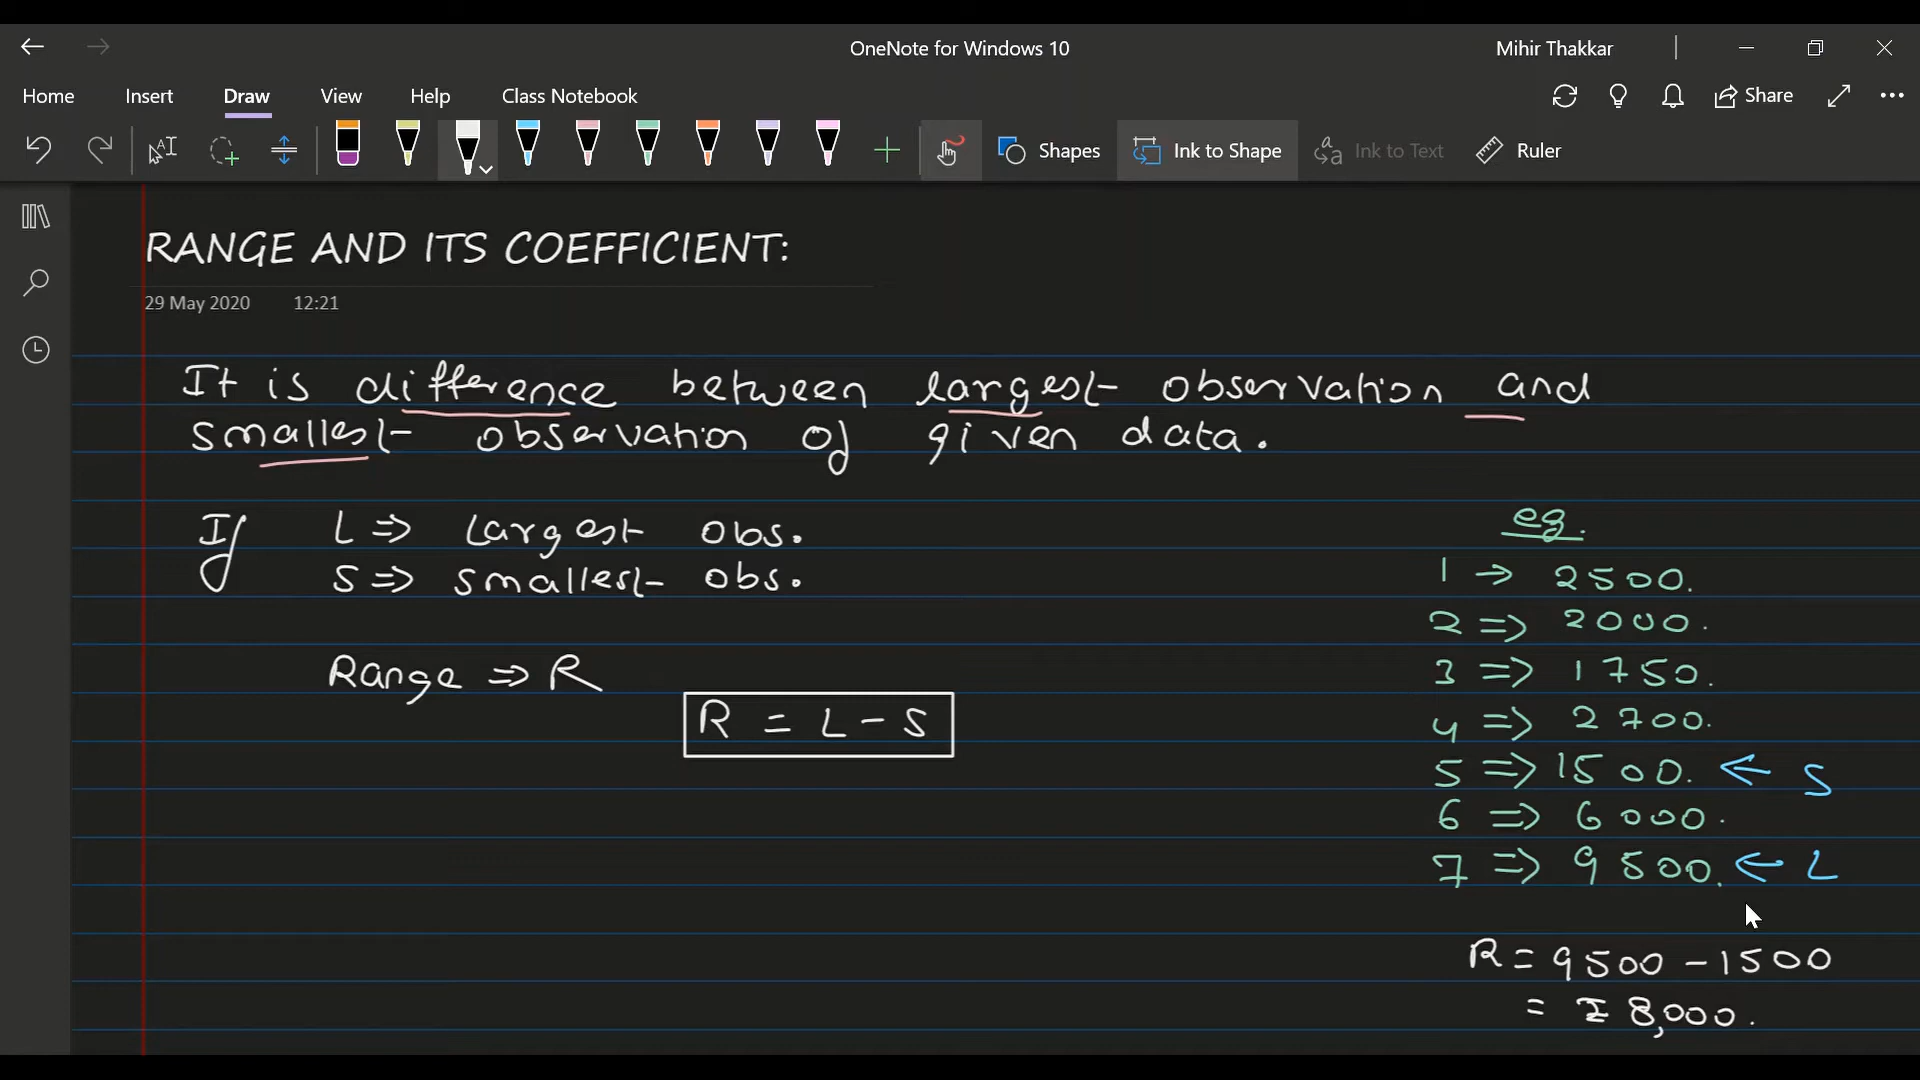 OneNote for Windows 10
Mihir Thakkar
Home Insert Draw View Help Class Notebook Share
Shapes Ink to Shape Ink to Text Ruler
RANGE AND ITS COEFFICIENT:
29 May 2020 12:21
It is difference between largest observation and
smallest observation of given data.
If L ⇒ Largest obs.
S ⇒ smallest obs.
Range ⇒ R
R = L - S
eg.
1 → 2500.
2 ⇒ 2000.
3 ⇒ 1750.
4 ⇒ 2700.
5 ⇒ 1500. ← S
6 ⇒ 6000.
7 ⇒ 9500. ← L
R = 9500 - 1500
= ₹ 8,000.